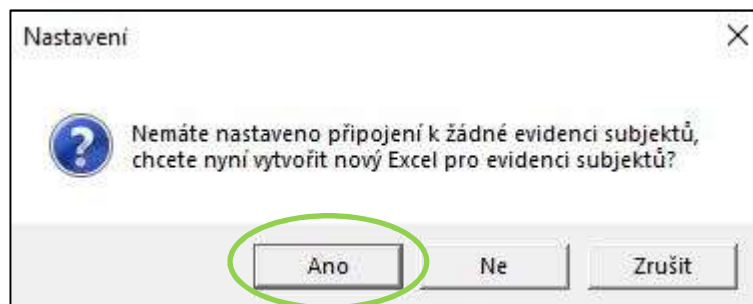 Nastavení
Nemáte nastaveno připojení k žádné evidenci subjektů,
chcete nyní vytvořit nový Excel pro evidenci subjektů?
Ano Ne Zrušit